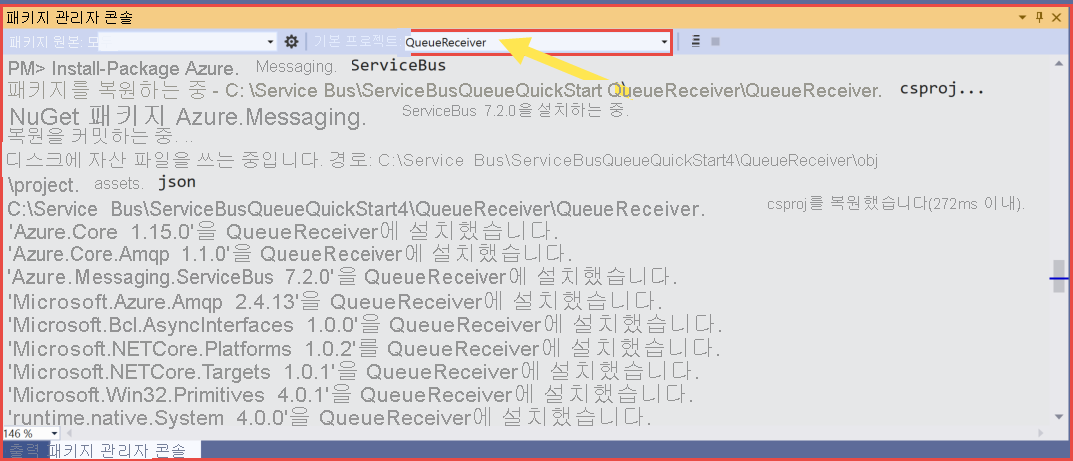 패키지 관리자 콘솔
패키지 원본: 모 기본 프로젝트: QueueReceiver
PM> Install-Package Azure. Messaging. ServiceBus
패키지를 복원하는 중 - C: \Service Bus\ServiceBusQueueQuickStart QueueReceiver\QueueReceiver. csproj...
NuGet 패키지 Azure.Messaging. ServiceBus 7.2.0을 설치하는 중.
복원을 커밋하는 중. ...
디스크에 자산 파일을 쓰는 중입니다. 경로: C:\Service Bus\ServiceBusQueueQuickStart4\QueueReceiver\obj
\project. assets. json
C:\Service Bus\ServiceBusQueueQuickStart4\QueueReceiver\QueueReceiver. csproj를 복원했습니다(272ms 이내).
'Azure.Core 1.15.0'을 QueueReceiver에 설치했습니다.
'Azure.Core.Amqp 1.1.0'을 QueueReceiver에 설치했습니다.
'Azure.Messaging.ServiceBus 7.2.0'을 QueueReceiver에 설치했습니다.
'Microsoft.Azure.Amqp 2.4.13'을 QueueReceiver에 설치했습니다.
'Microsoft.Bcl.AsyncInterfaces 1.0.0'을 QueueReceiver에 설치했습니다.
'Microsoft.NETCore.Platforms 1.0.2'를 QueueReceiver에 설치했습니다.
'Microsoft.NETCore.Targets 1.0.1'을 QueueReceiver에 설치했습니다.
'Microsoft.Win32.Primitives 4.0.1'을 QueueReceiver에 설치했습니다.
'runtime.native.System 4.0.0'을 QueueReceiver에 설치했습니다.
146 %
출력 패키지 관리자 콘솔